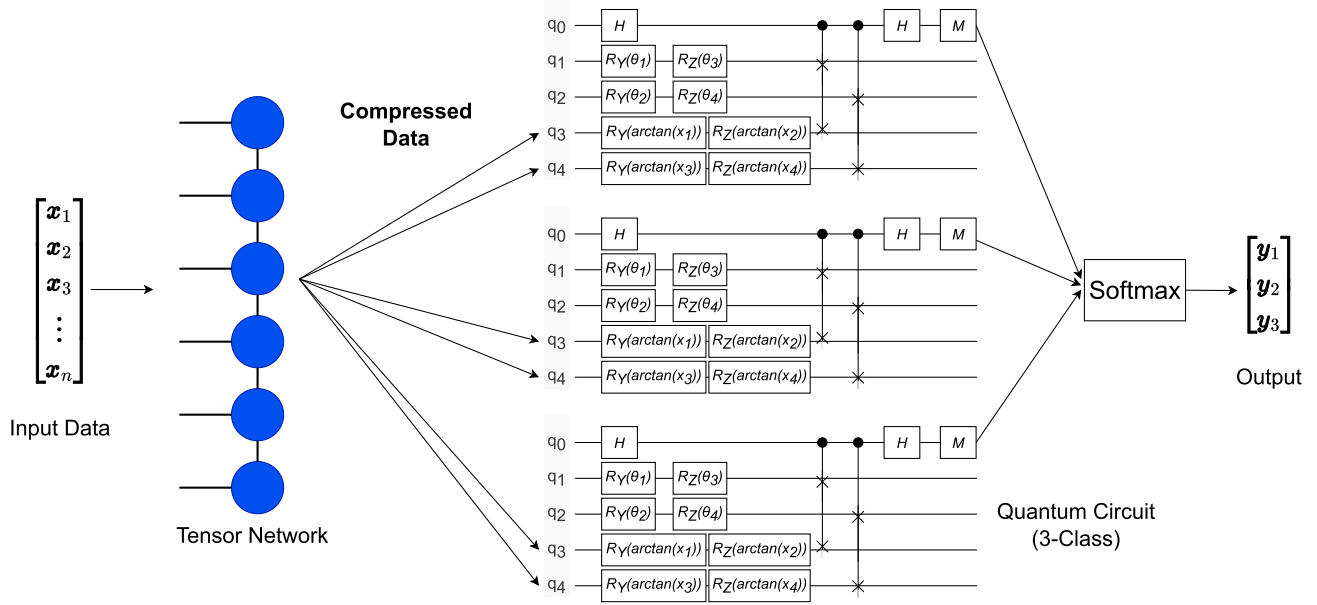 x1
x2
x3
⋮
xn
Input Data
Tensor Network
Compressed
Data
q0 H H M
q1 RY(θ1) RZ(θ3)
q2 RY(θ2) RZ(θ4)
q3 RY(arctan(x1)) RZ(arctan(x2))
q4 RY(arctan(x3)) RZ(arctan(x4))
q0 H H M
q1 RY(θ1) RZ(θ3)
q2 RY(θ2) RZ(θ4)
q3 RY(arctan(x1)) RZ(arctan(x2))
q4 RY(arctan(x3)) RZ(arctan(x4))
q0 H H M
q1 RY(θ1) RZ(θ3)
q2 RY(θ2) RZ(θ4)
q3 RY(arctan(x1)) RZ(arctan(x2))
q4 RY(arctan(x3)) RZ(arctan(x4))
Quantum Circuit
(3-Class)
Softmax
y1
y2
y3
Output